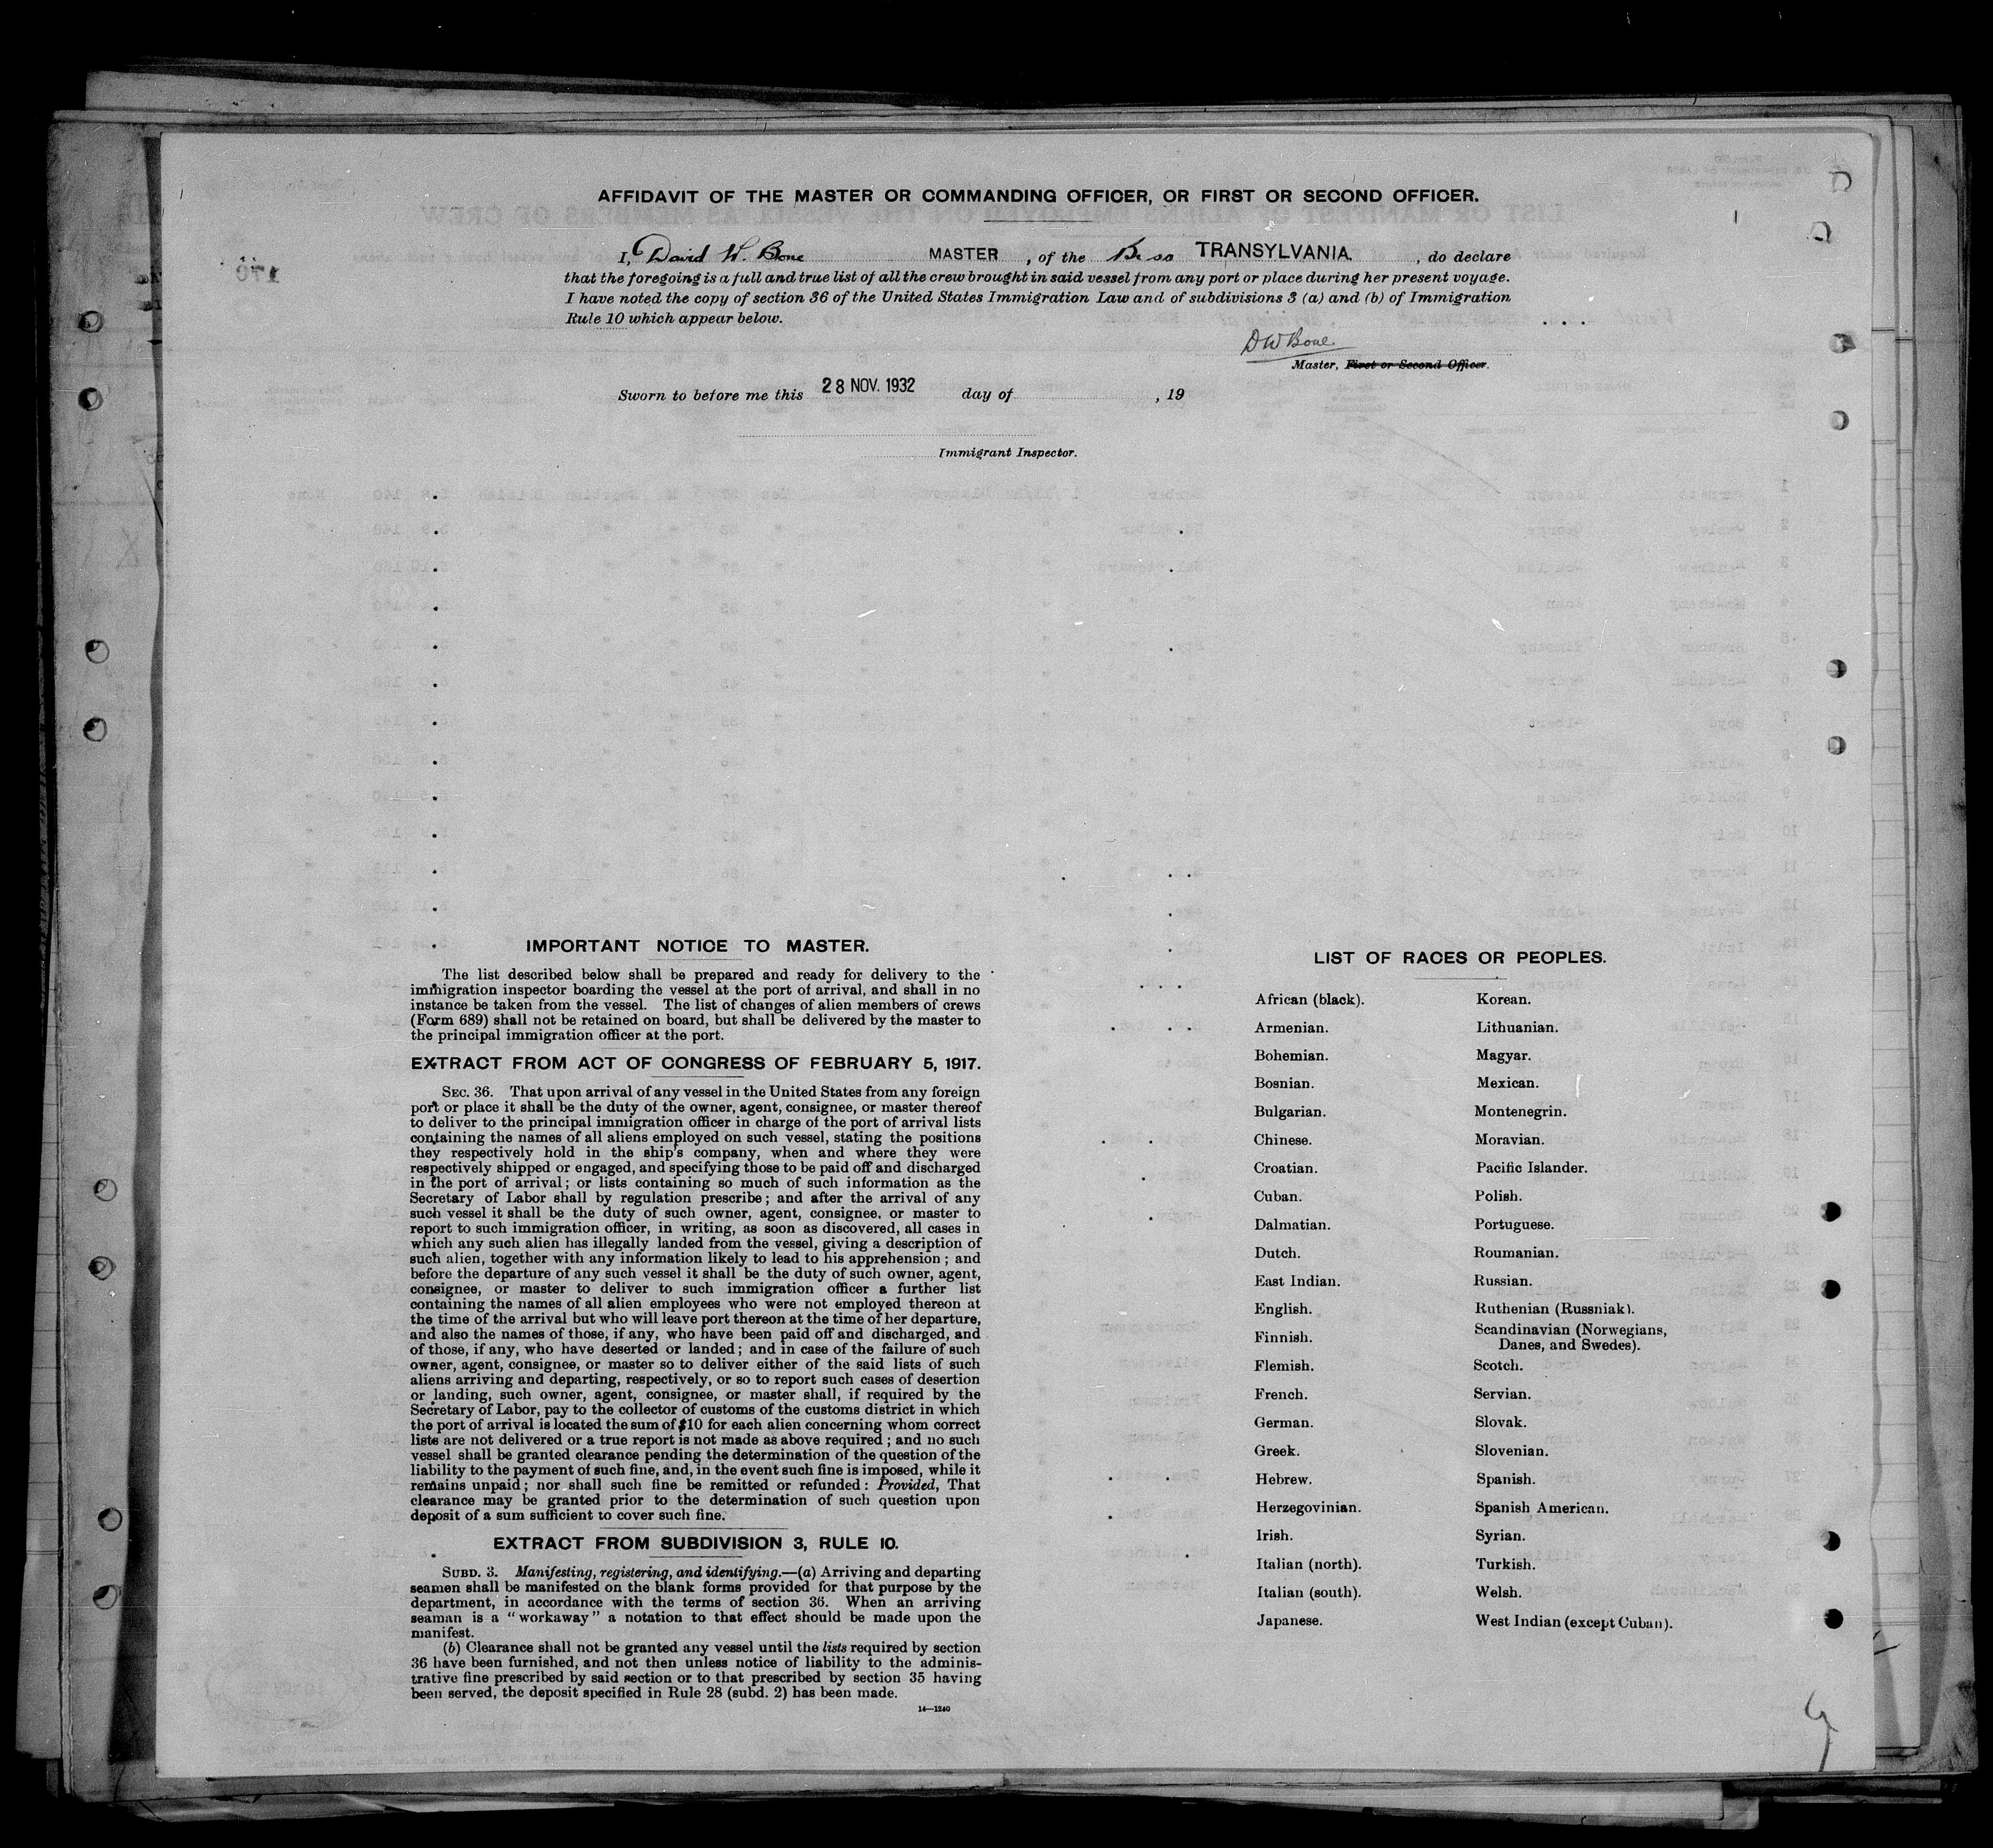 AFFIDAVIT OF THE MASTER OR COMMANDING OFFICER, OR FIRST OR SECOND OFFICER.
I, David W. Bone MASTER, of the Br ss TRANSYLVANIA, do declare
that the foregoing is a full and true list of all the crew brought in said vessel from any port or place during her present voyage.
I have noted the copy of section 36 of the United States Immigration Law and of subdivisions 3 (a) and (b) of Immigration
Rule 10 which appear below.
DW Bone
Master, First or Second Officer.
Sworn to before me this 28 NOV. 1932 day of , 19
Immigrant Inspector.
IMPORTANT NOTICE TO MASTER.
The list described below shall be prepared and ready for delivery to the
immigration inspector boarding the vessel at the port of arrival, and shall in no
instance be taken from the vessel. The list of changes of alien members of crews
(Form 689) shall not be retained on board, but shall be delivered by the master to
the principal immigration officer at the port.
EXTRACT FROM ACT OF CONGRESS OF FEBRUARY 5, 1917.
SEC. 36. That upon arrival of any vessel in the United States from any foreign
port or place it shall be the duty of the owner, agent, consignee, or master thereof
to deliver to the principal immigration officer in charge of the port of arrival lists
containing the names of all aliens employed on such vessel, stating the positions
they respectively hold in the ship's company, when and where they were
respectively shipped or engaged, and specifying those to be paid off and discharged
in the port of arrival; or lists containing so much of such information as the
Secretary of Labor shall by regulation prescribe; and after the arrival of any
such vessel it shall be the duty of such owner, agent, consignee, or master to
report to such immigration officer, in writing, as soon as discovered, all cases in
which any such alien has illegally landed from the vessel, giving a description of
such alien, together with any information likely to lead to his apprehension; and
before the departure of any such vessel it shall be the duty of such owner, agent,
consignee, or master to deliver to such immigration officer a further list
containing the names of all alien employees who were not employed thereon at
the time of the arrival but who will leave port thereon at the time of her departure,
and also the names of those, if any, who have been paid off and discharged, and
of those, if any, who have deserted or landed; and in case of the failure of such
owner, agent, consignee, or master so to deliver either of the said lists of such
aliens arriving and departing, respectively, or so to report such cases of desertion
or landing, such owner, agent, consignee, or master shall, if required by the
Secretary of Labor, pay to the collector of customs of the customs district in which
the port of arrival is located the sum of $10 for each alien concerning whom correct
lists are not delivered or a true report is not made as above required; and no such
vessel shall be granted clearance pending the determination of the question of the
liability to the payment of such fine, and, in the event such fine is imposed, while it
remains unpaid; nor shall such fine be remitted or refunded: Provided, That
clearance may be granted prior to the determination of such question upon
deposit of a sum sufficient to cover such fine.
EXTRACT FROM SUBDIVISION 3, RULE 10.
SUBD. 3. Manifesting, registering, and identifying.—(a) Arriving and departing
seamen shall be manifested on the blank forms provided for that purpose by the
department, in accordance with the terms of section 36. When an arriving
seaman is a "workaway" a notation to that effect should be made upon the
manifest.
(b) Clearance shall not be granted any vessel until the lists required by section
36 have been furnished, and not then unless notice of liability to the adminis-
trative fine prescribed by said section or to that prescribed by section 35 having
been served, the deposit specified in Rule 28 (subd. 2) has been made.
14—1240
LIST OF RACES OR PEOPLES.
African (black).
Armenian.
Bohemian.
Bosnian.
Bulgarian.
Chinese.
Croatian.
Cuban.
Dalmatian.
Dutch.
East Indian.
English.
Finnish.
Flemish.
French.
German.
Greek.
Hebrew.
Herzegovinian.
Irish.
Italian (north).
Italian (south).
Japanese.
Korean.
Lithuanian.
Magyar.
Mexican.
Montenegrin.
Moravian.
Pacific Islander.
Polish.
Portuguese.
Roumanian.
Russian.
Ruthenian (Russniak).
Scandinavian (Norwegians,
Danes, and Swedes).
Scotch.
Servian.
Slovak.
Slovenian.
Spanish.
Spanish American.
Syrian.
Turkish.
Welsh.
West Indian (except Cuban).